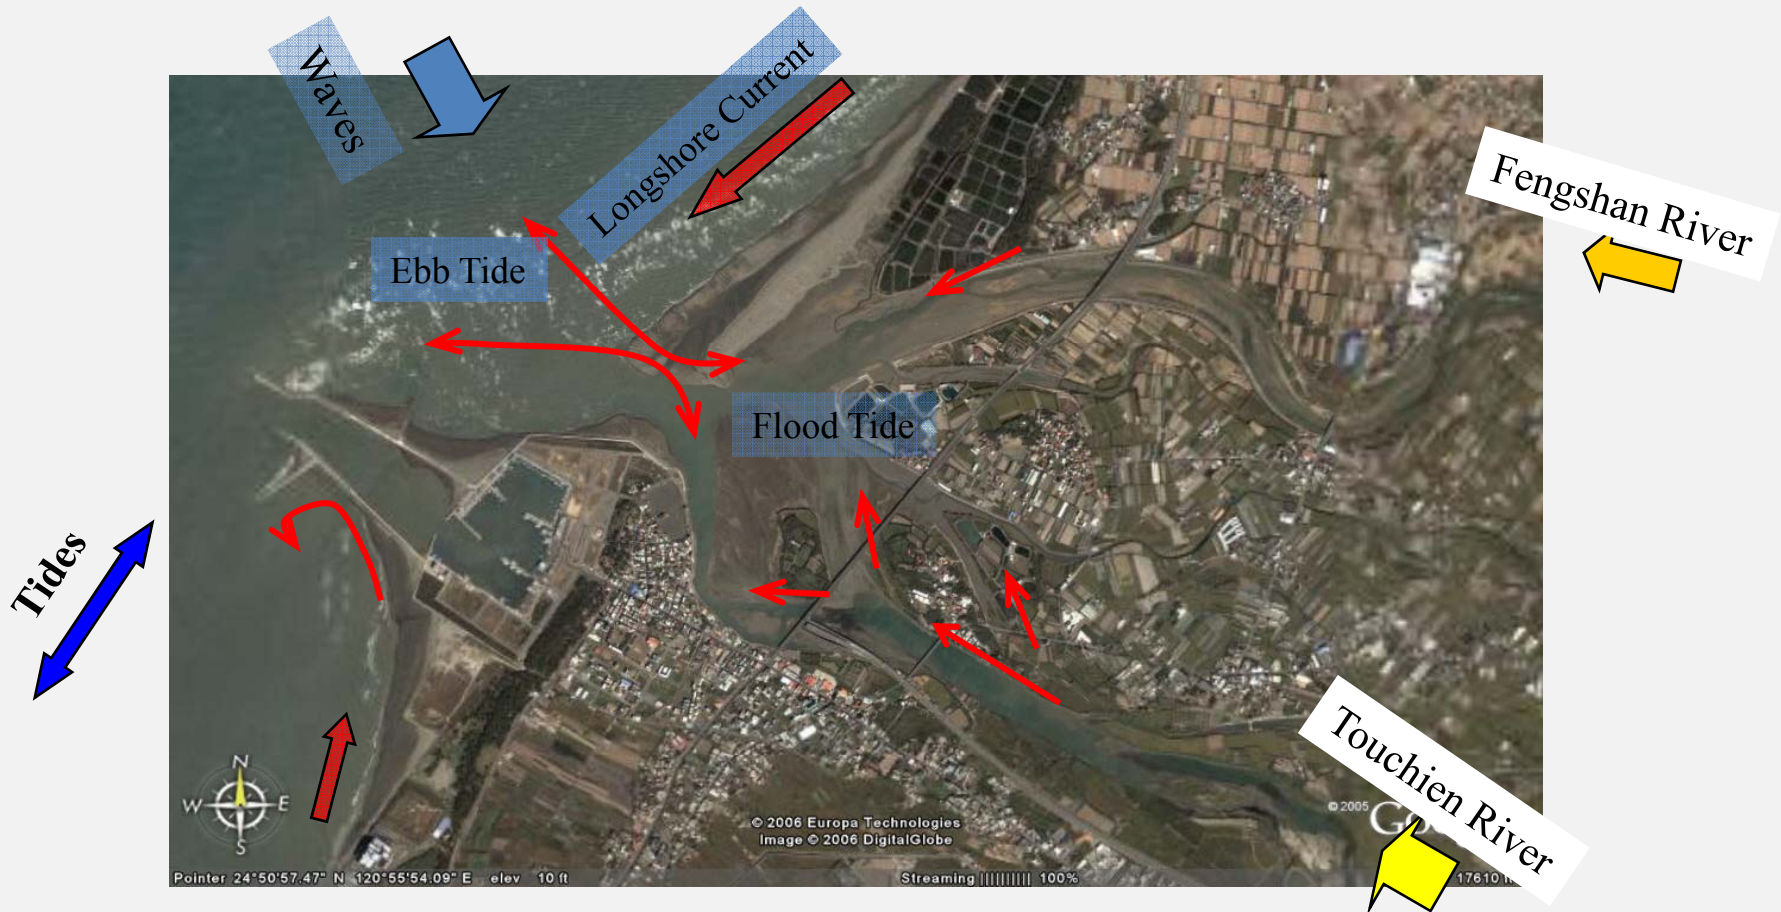 Waves
Longshore Current
Fengshan River
Ebb Tide
Flood Tide
Tides
Touchien River
N
W E
S
© 2005
© 2006 Europa Technologies
Image © 2006 DigitalGlobe
Pointer 24°50'57.47" N 120°55'54.09" E elev 10 ft
Streaming |||||||||| 100%
17610